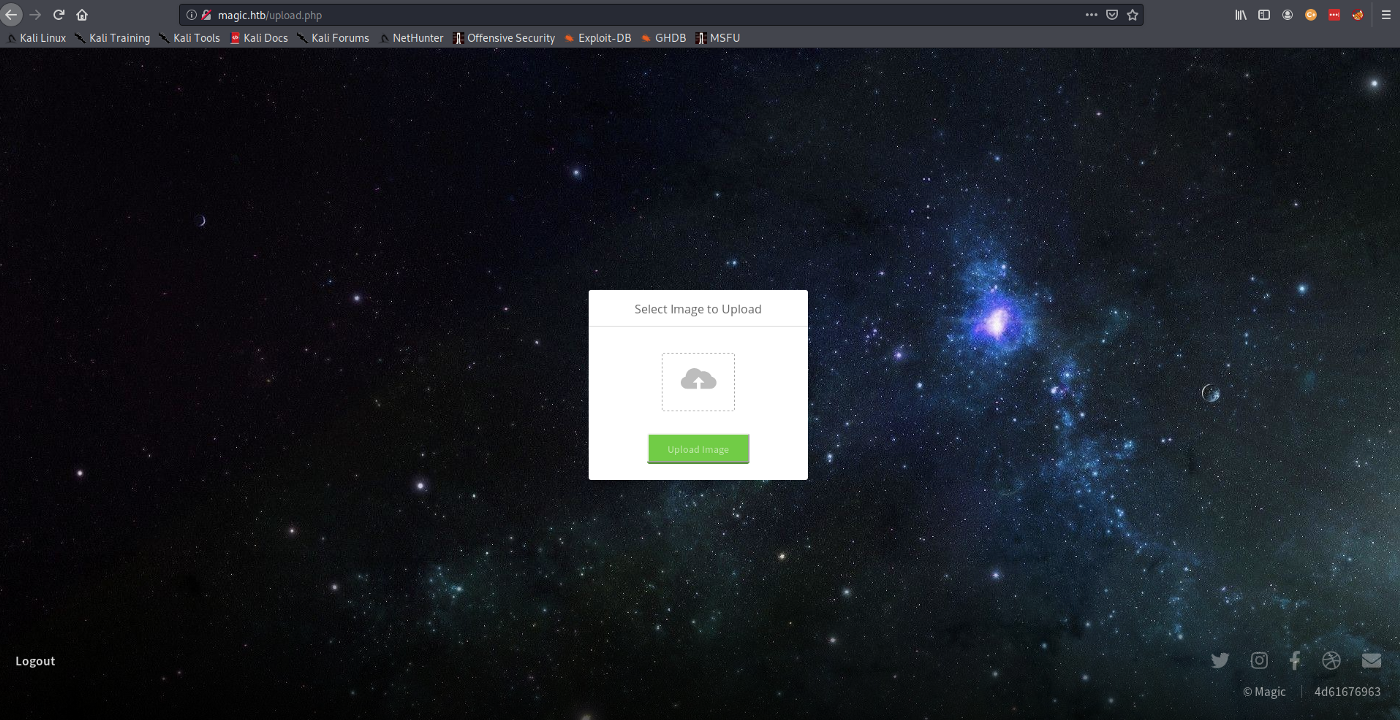 magic.htb/upload.php
Kali Linux Kali Training Kali Tools Kali Docs Kali Forums NetHunter Offensive Security Exploit-DB GHDB MSFU
Select Image to Upload
Upload Image
Logout
© Magic 4d61676963